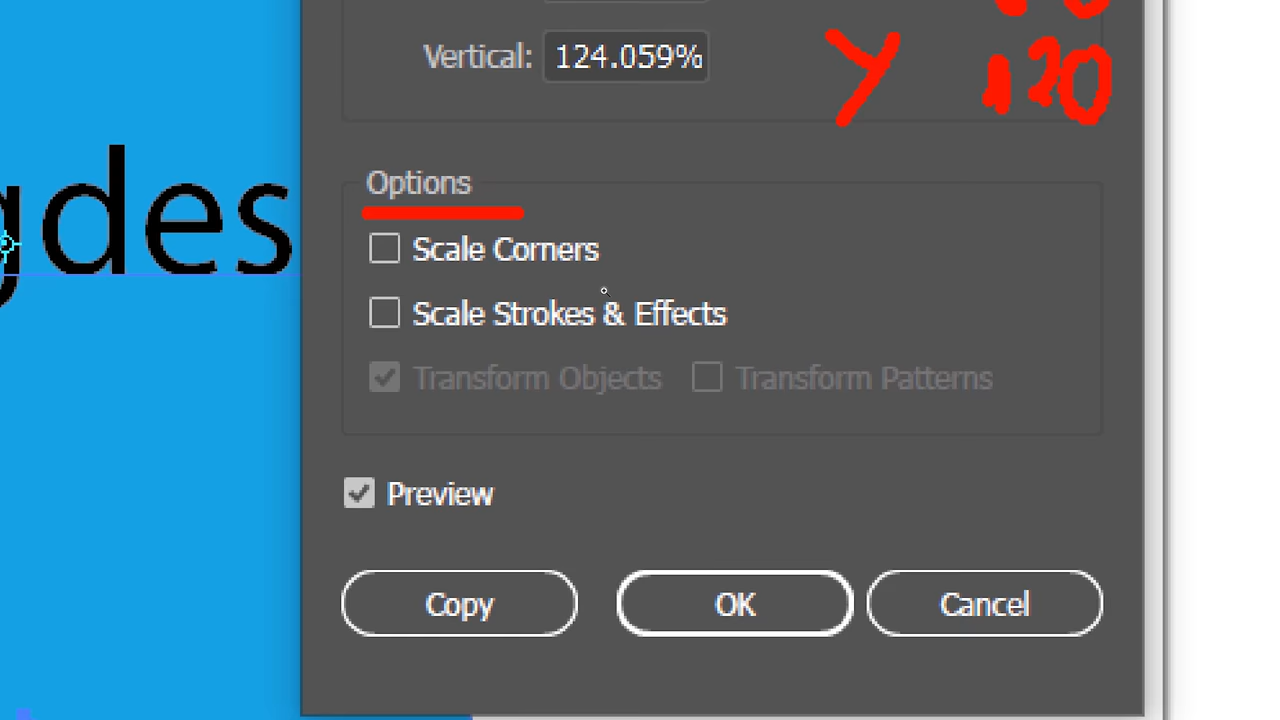 Vertical: 124.059%
Y 120
gdes
Options
Scale Corners
Scale Strokes & Effects
Transform Objects Transform Patterns
Preview
Copy OK Cancel